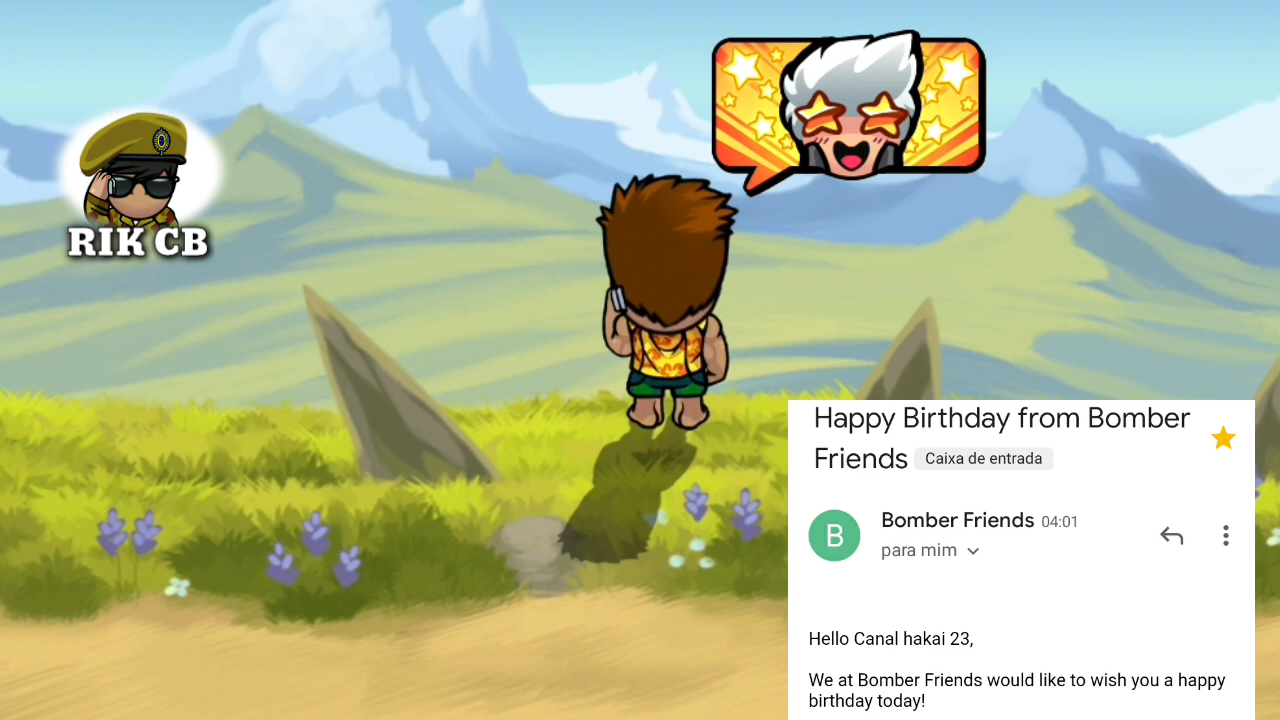 RIK CB
Happy Birthday from Bomber
Friends Caixa de entrada
B
Bomber Friends 04:01
para mim
Hello Canal hakai 23,
We at Bomber Friends would like to wish you a happy
birthday today!